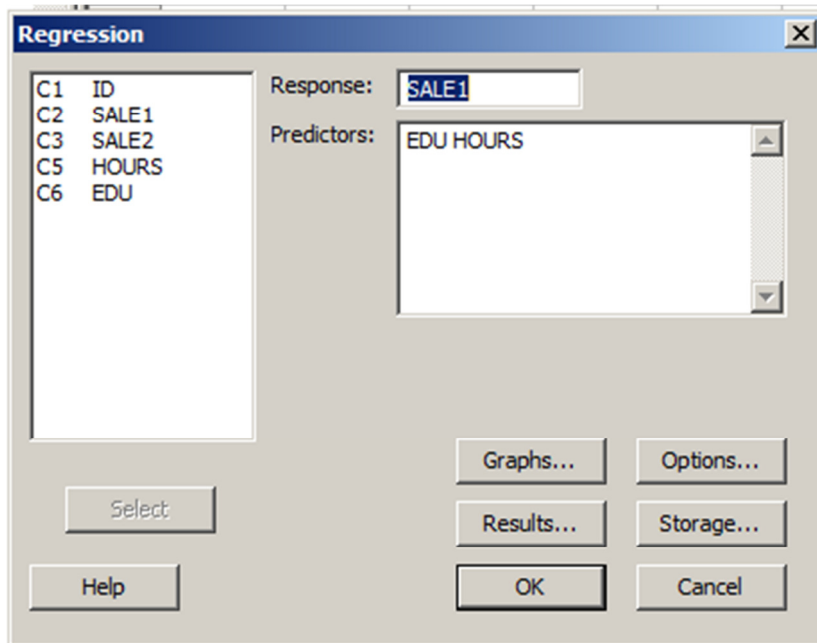 Regression
C1 ID
C2 SALE1
C3 SALE2
C5 HOURS
C6 EDU
Response: SALE1
Predictors: EDU HOURS
Graphs... Options...
Select
Results... Storage...
Help OK Cancel